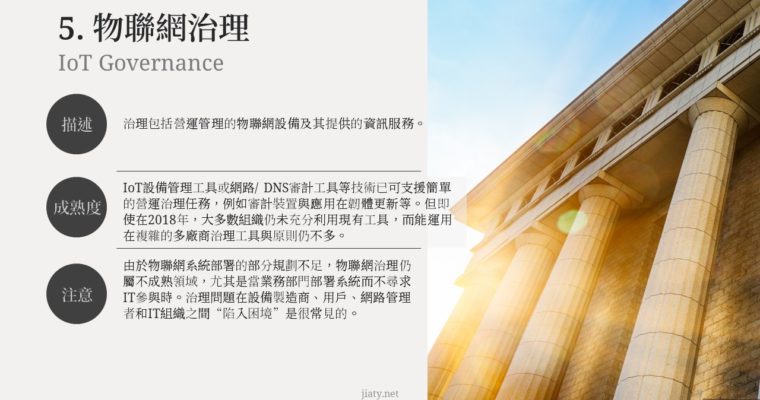 5. 物聯網治理
IoT Governance
描述
治理包括營運管理的物聯網設備及其提供的資訊服務。
成熟度
IoT設備管理工具或網路/ DNS審計工具等技術已可支援簡單
的營運治理任務，例如審計裝置與應用在韌體更新等。但即
使在2018年，大多數組織仍未充分利用現有工具，而能運用
在複雜的多廠商治理工具與原則仍不多。
注意
由於物聯網系統部署的部分規劃不足，物聯網治理仍
屬不成熟領域，尤其是當業務部門部署系統而不尋求
IT參與時。治理問題在設備製造商、用戶、網路管理
者和IT組織之間“陷入困境”是很常見的。
jiaty.net